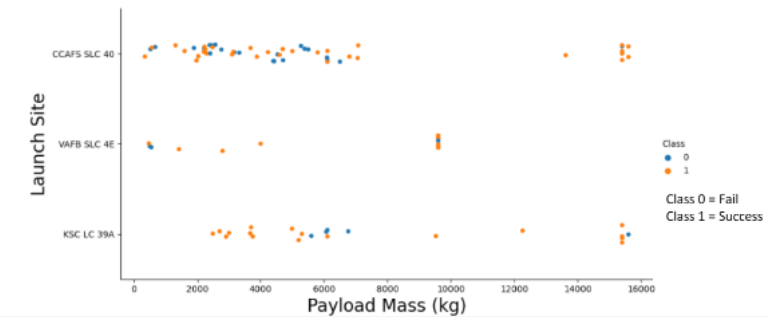 Launch Site
CCAFS SLC 40
VAFB SLC 4E
KSC LC 39A
0 2000 4000 6000 8000 10000 12000 14000 16000
Payload Mass (kg)
Class
0
1
Class 0 = Fail
Class 1 = Success